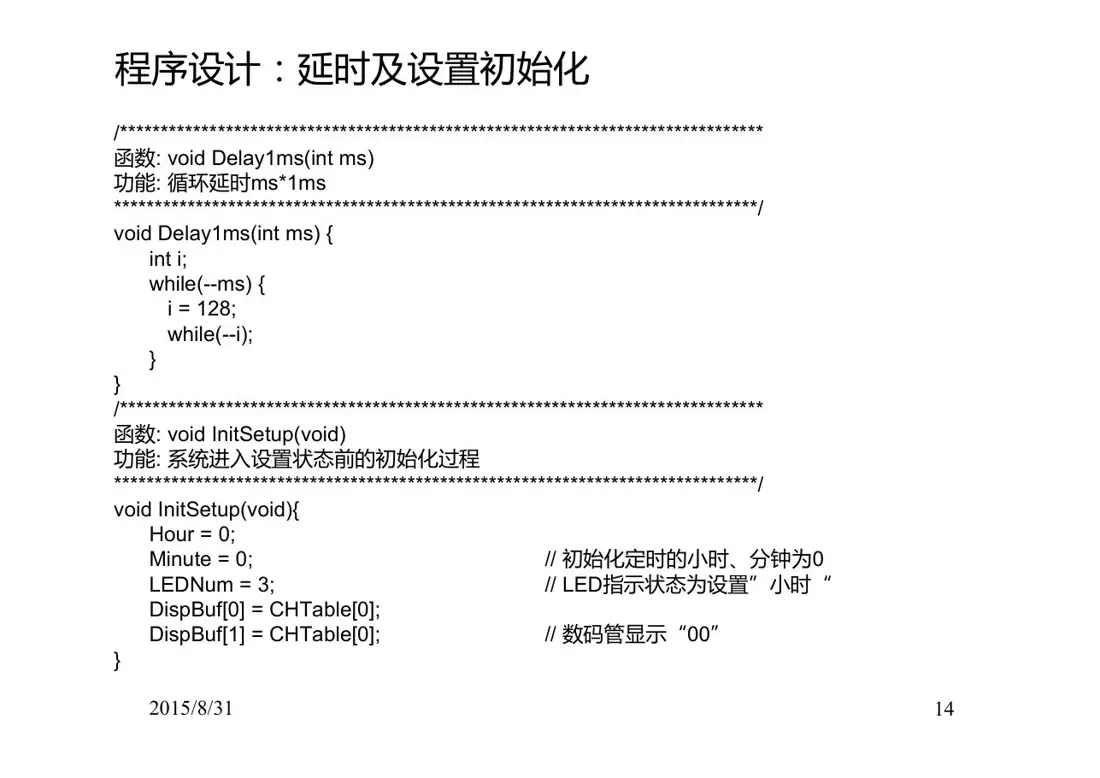 程序设计：延时及设置初始化
/*******************************************************************************
函数: void Delay1ms(int ms)
功能: 循环延时ms*1ms
*******************************************************************************/
void Delay1ms(int ms) {
int i;
while(--ms) {
i = 128;
while(--i);
}
}
/*******************************************************************************
函数: void InitSetup(void)
功能: 系统进入设置状态前的初始化过程
*******************************************************************************/
void InitSetup(void){
Hour = 0;
Minute = 0; // 初始化定时的小时、分钟为0
LEDNum = 3; // LED指示状态为设置”小时“
DispBuf[0] = CHTable[0];
DispBuf[1] = CHTable[0]; // 数码管显示“00”
}
2015/8/31 14